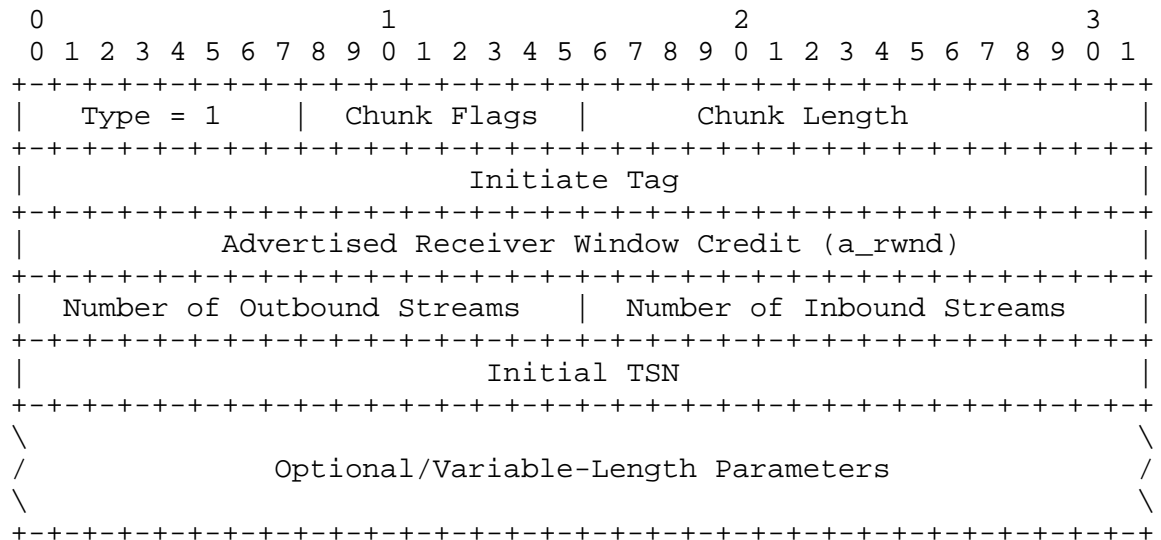 0                   1                   2                   3
 0 1 2 3 4 5 6 7 8 9 0 1 2 3 4 5 6 7 8 9 0 1 2 3 4 5 6 7 8 9 0 1
+-+-+-+-+-+-+-+-+-+-+-+-+-+-+-+-+-+-+-+-+-+-+-+-+-+-+-+-+-+-+-+-+
|   Type = 1    |  Chunk Flags  |      Chunk Length             |
+-+-+-+-+-+-+-+-+-+-+-+-+-+-+-+-+-+-+-+-+-+-+-+-+-+-+-+-+-+-+-+-+
|                         Initiate Tag                          |
+-+-+-+-+-+-+-+-+-+-+-+-+-+-+-+-+-+-+-+-+-+-+-+-+-+-+-+-+-+-+-+-+
|           Advertised Receiver Window Credit (a_rwnd)          |
+-+-+-+-+-+-+-+-+-+-+-+-+-+-+-+-+-+-+-+-+-+-+-+-+-+-+-+-+-+-+-+-+
|  Number of Outbound Streams   |  Number of Inbound Streams    |
+-+-+-+-+-+-+-+-+-+-+-+-+-+-+-+-+-+-+-+-+-+-+-+-+-+-+-+-+-+-+-+-+
|                          Initial TSN                          |
+-+-+-+-+-+-+-+-+-+-+-+-+-+-+-+-+-+-+-+-+-+-+-+-+-+-+-+-+-+-+-+-+
\                                                               \
/              Optional/Variable-Length Parameters              /
\                                                               \
+-+-+-+-+-+-+-+-+-+-+-+-+-+-+-+-+-+-+-+-+-+-+-+-+-+-+-+-+-+-+-+-+